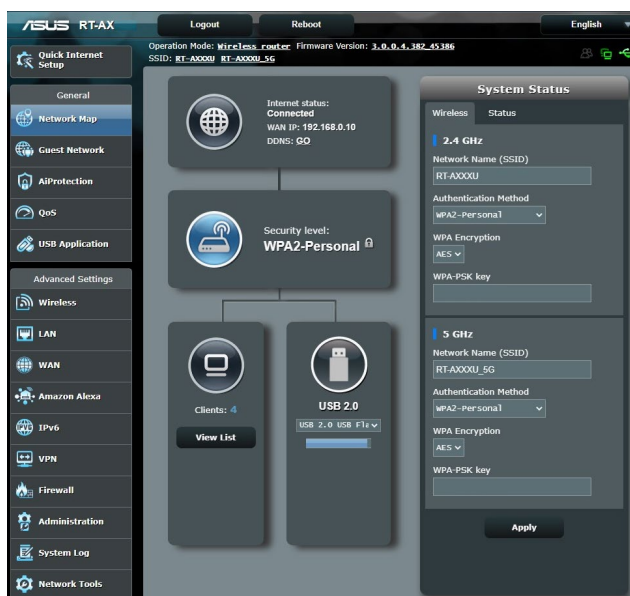 ASUS RT-AX
Logout
Reboot
English
Quick Internet
Setup
Operation Mode: Wireless router Firmware Version: 3.0.0.4.382_45386
SSID: RT-AXXXU RT-AXXXU_5G
General
Network Map
Guest Network
AiProtection
QoS
USB Application
Advanced Settings
Wireless
LAN
WAN
Amazon Alexa
IPv6
VPN
Firewall
Administration
System Log
Network Tools
Internet status:
Connected
WAN IP: 192.168.0.10
DDNS: GO
Security level:
WPA2-Personal
Clients: 4
View List
USB 2.0
USB 2.0 USB Fla
System Status
Wireless Status
2.4 GHz
Network Name (SSID)
RT-AXXXU
Authentication Method
WPA2-Personal
WPA Encryption
AES
WPA-PSK key
5 GHz
Network Name (SSID)
RT-AXXXU_5G
Authentication Method
WPA2-Personal
WPA Encryption
AES
WPA-PSK key
Apply